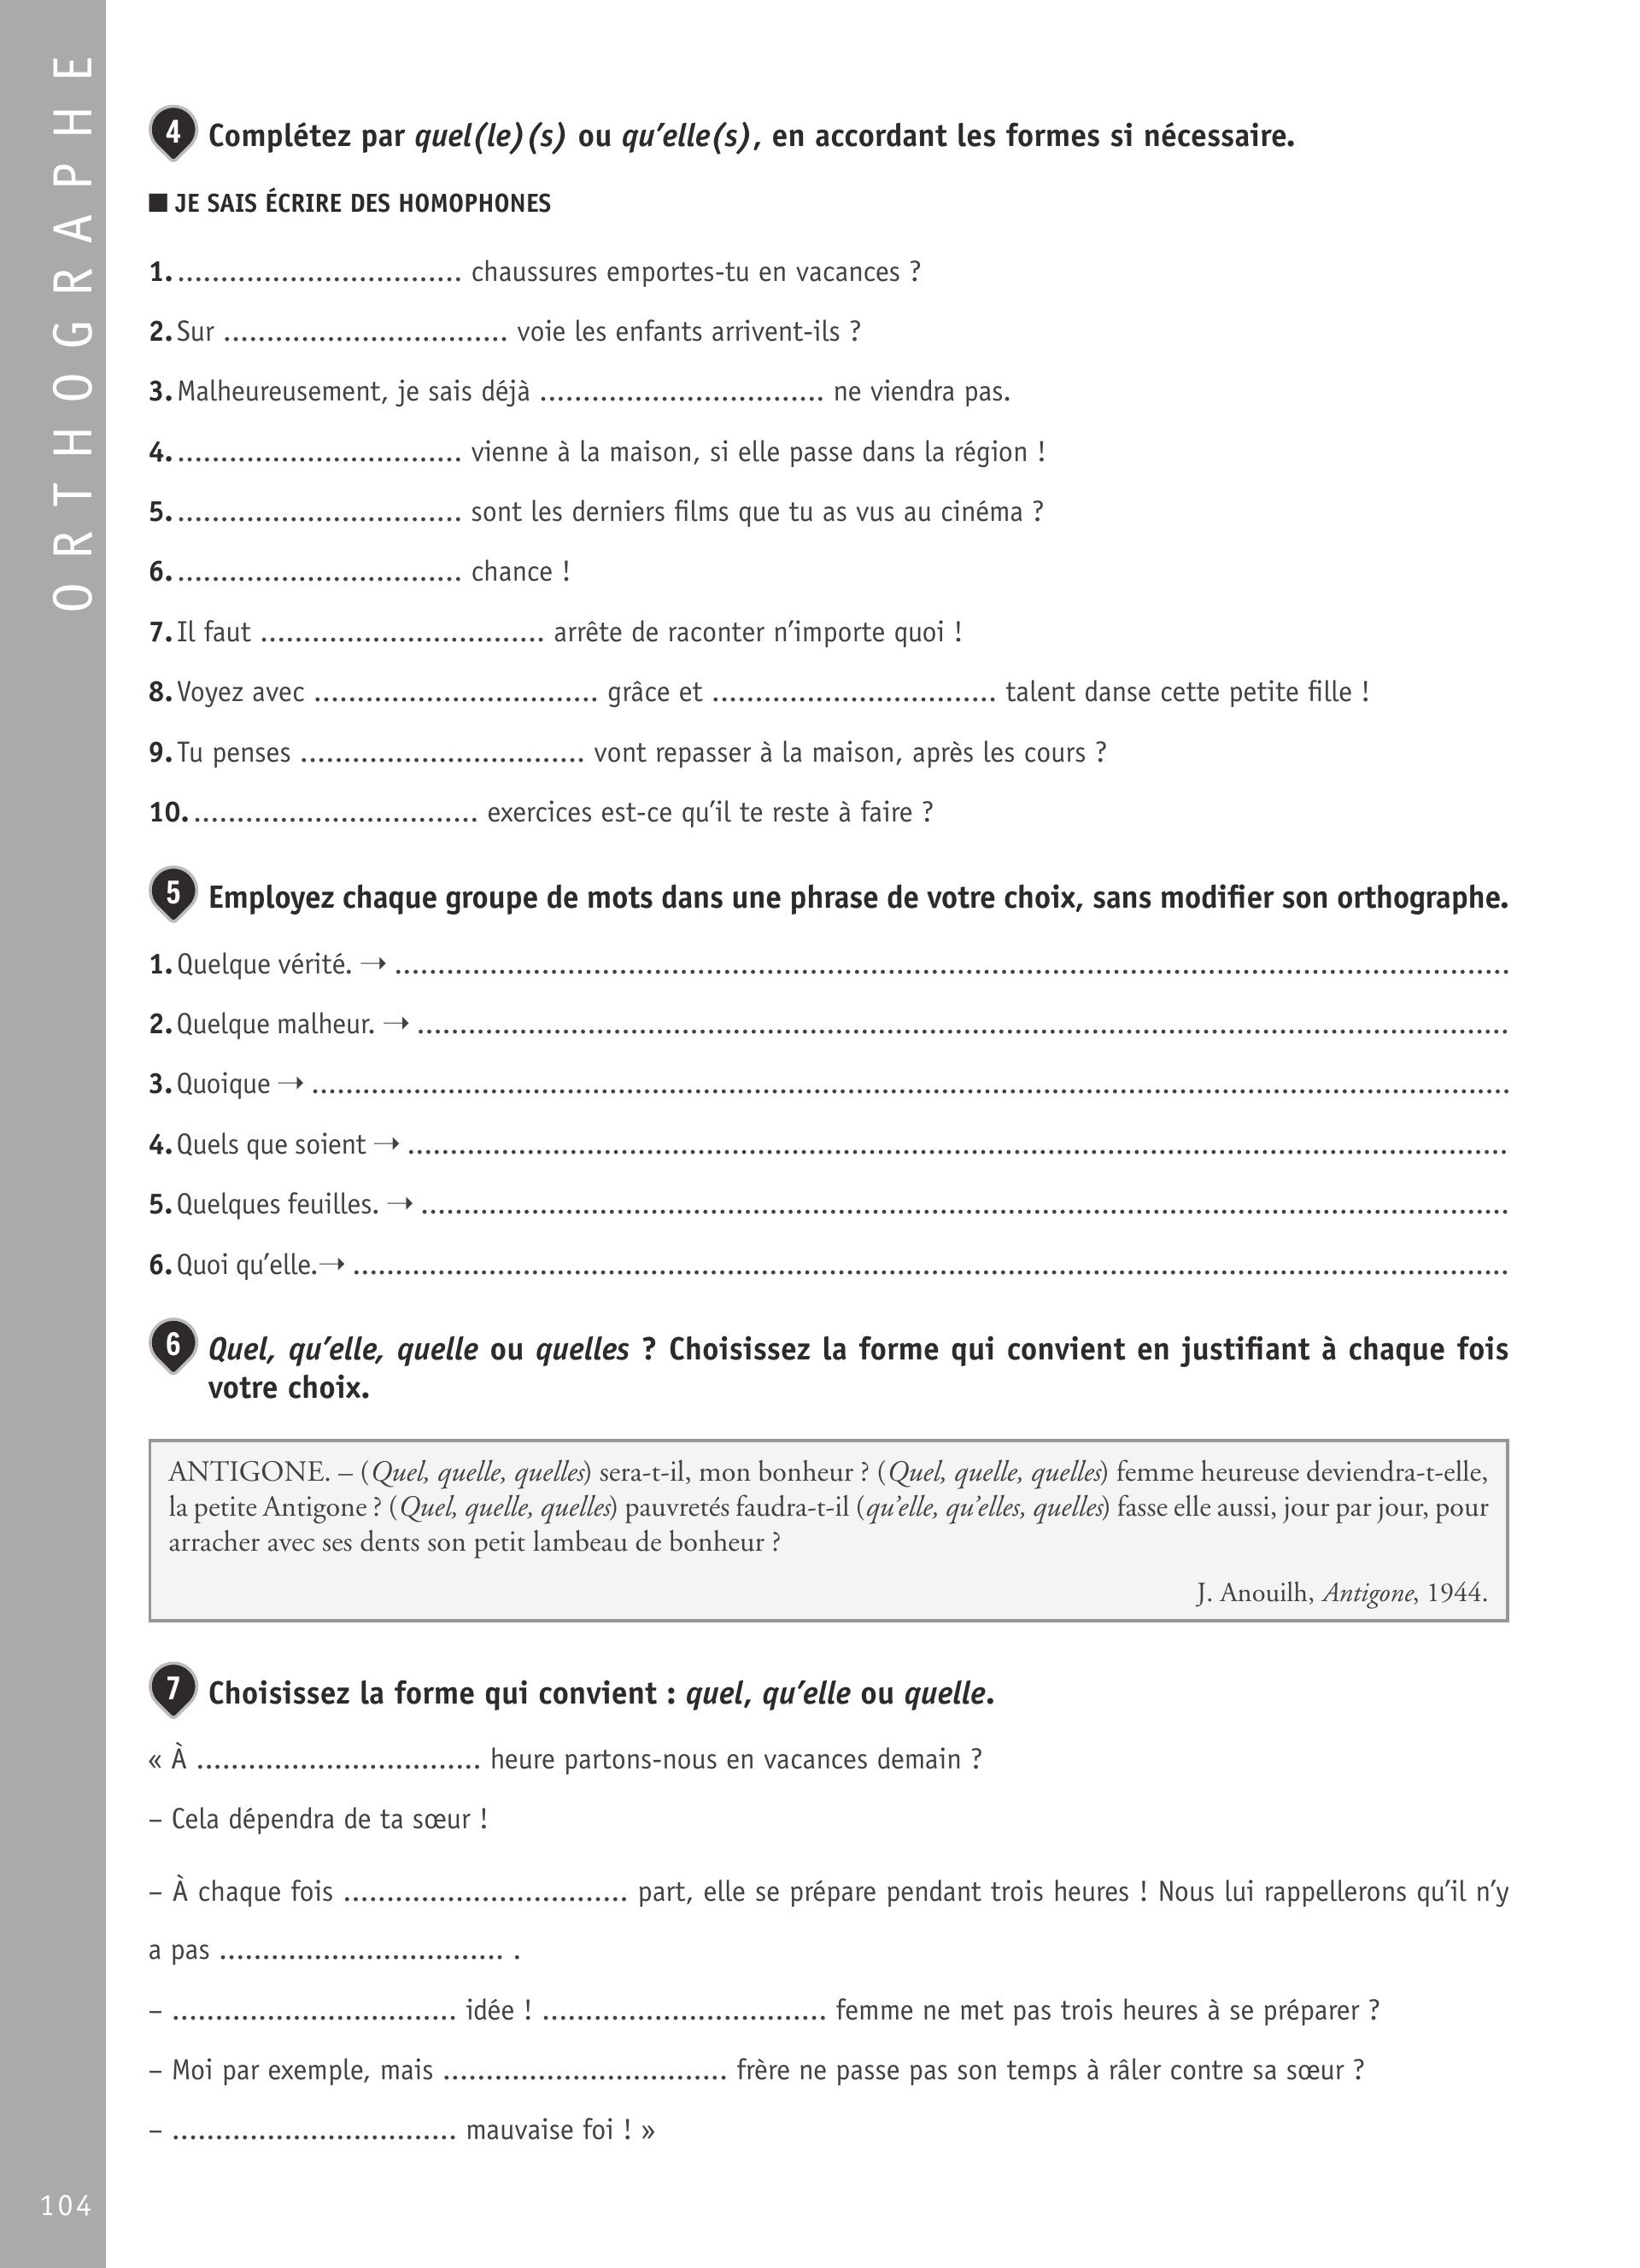 ORTHOGRAPHE
4 Complétez par quel(le)(s) ou qu’elle(s), en accordant les formes si nécessaire.
■ JE SAIS ÉCRIRE DES HOMOPHONES
1. ................................. chaussures emportes-tu en vacances ?
2. Sur ................................. voie les enfants arrivent-ils ?
3. Malheureusement, je sais déjà ................................. ne viendra pas.
4. ................................. vienne à la maison, si elle passe dans la région !
5. ................................. sont les derniers films que tu as vus au cinéma ?
6. ................................. chance !
7. Il faut ................................. arrête de raconter n’importe quoi !
8. Voyez avec ................................. grâce et ................................. talent danse cette petite fille !
9. Tu penses ................................. vont repasser à la maison, après les cours ?
10. ................................. exercices est-ce qu’il te reste à faire ?
5 Employez chaque groupe de mots dans une phrase de votre choix, sans modifier son orthographe.
1. Quelque vérité. → .................................
2. Quelque malheur. → .................................
3. Quoique → .................................
4. Quels que soient → .................................
5. Quelques feuilles. → .................................
6. Quoi qu’elle.→ .................................
6 Quel, qu’elle, quelle ou quelles ? Choisissez la forme qui convient en justifiant à chaque fois
votre choix.
ANTIGONE. – (Quel, quelle, quelles) sera-t-il, mon bonheur ? (Quel, quelle, quelles) femme heureuse deviendra-t-elle,
la petite Antigone ? (Quel, quelle, quelles) pauvretés faudra-t-il (qu’elle, qu’elles, quelles) fasse elle aussi, jour par jour, pour
arracher avec ses dents son petit lambeau de bonheur ?
J. Anouilh, Antigone, 1944.
7 Choisissez la forme qui convient : quel, qu’elle ou quelle.
« À ................................. heure partons-nous en vacances demain ?
– Cela dépendra de ta sœur !
– À chaque fois ................................. part, elle se prépare pendant trois heures ! Nous lui rappellerons qu’il n’y
a pas ................................. .
– ................................. idée ! ................................. femme ne met pas trois heures à se préparer ?
– Moi par exemple, mais ................................. frère ne passe pas son temps à râler contre sa sœur ?
– ................................. mauvaise foi ! »
104